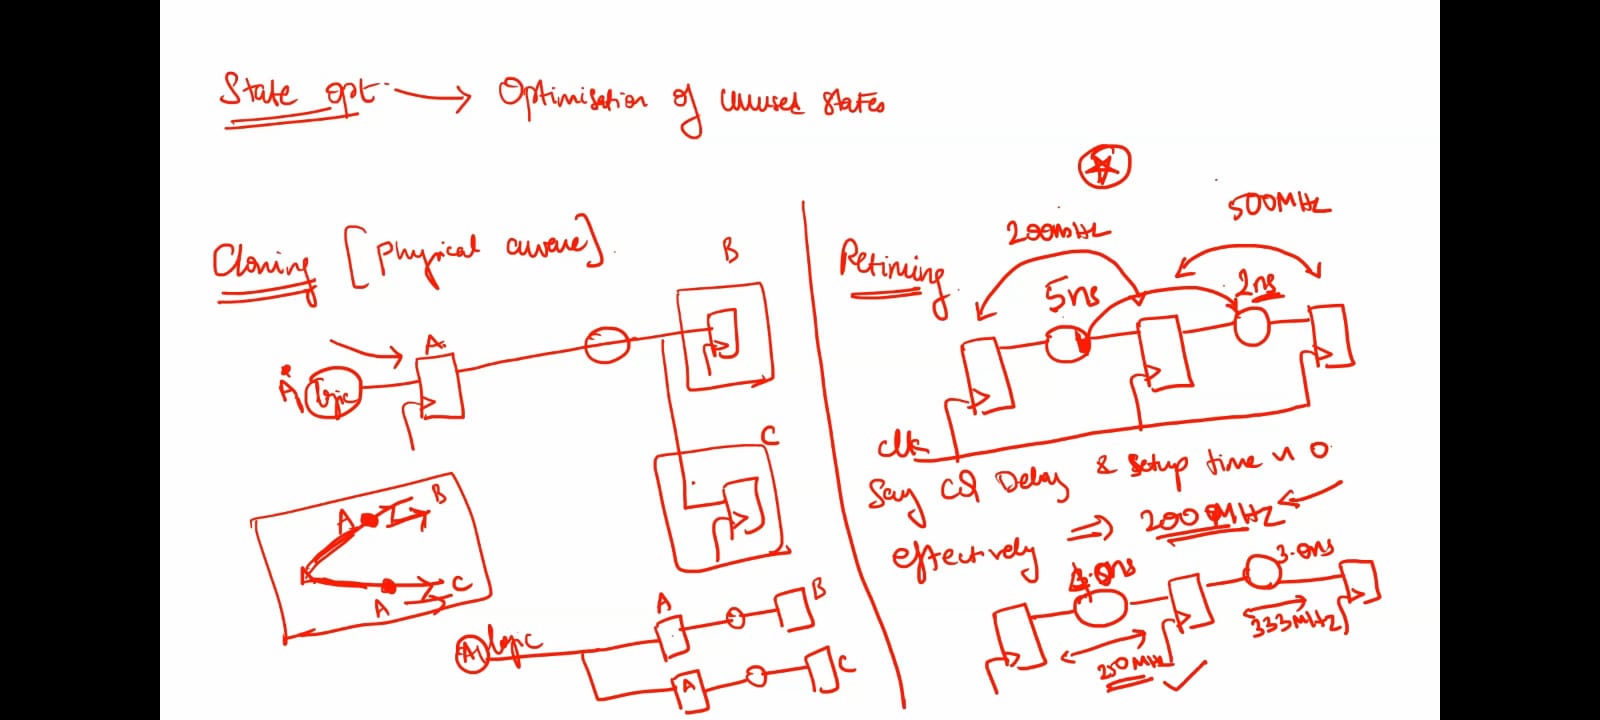 State opt. → Optimisation of unused states
Cloning [Physical aware]
B
A
A logic
C
A B
A C
A1 logic
A B
A C
Retiming
200MHz
500MHz
5ns
2ns
clk
Say CQ Delay & setup time n 0
effectively ⇒ 200MHz
4.0ns
3.0ns
250MHz
333MHz